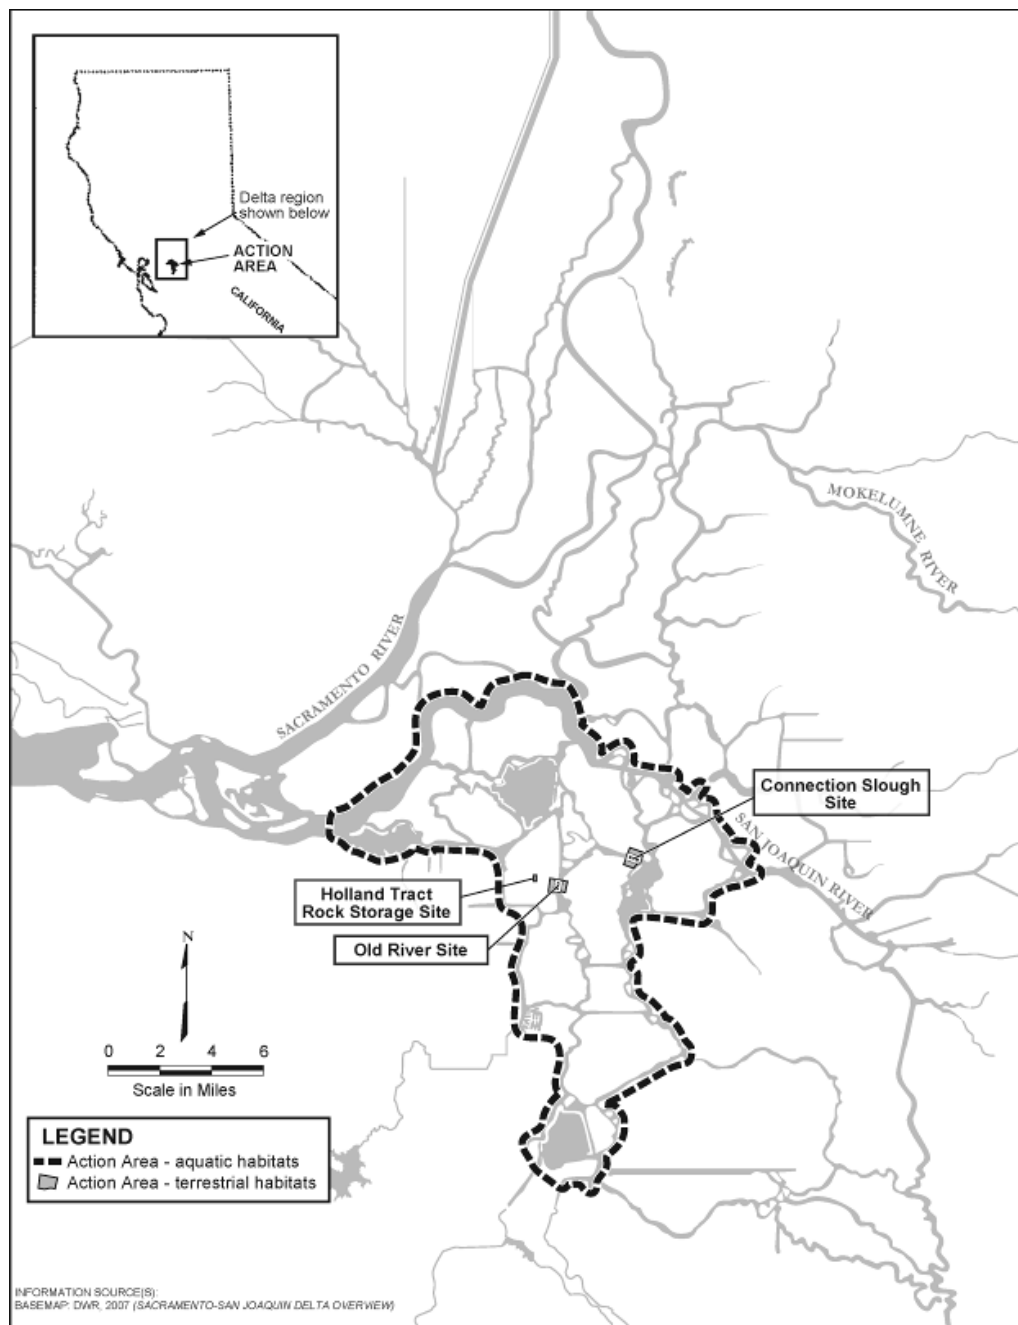 Delta region
shown below
ACTION
AREA
CALIFORNIA
MOKELUMNE
RIVER
SACRAMENTO RIVER
Connection Slough
Site
SAN JOAQUIN RIVER
Holland Tract
Rock Storage Site
Old River Site
N
0 2 4 6
Scale in Miles
LEGEND
Action Area - aquatic habitats
Action Area - terrestrial habitats
INFORMATION SOURCE(S):
BASEMAP: DWR, 2007 (SACRAMENTO-SAN JOAQUIN DELTA OVERVIEW)